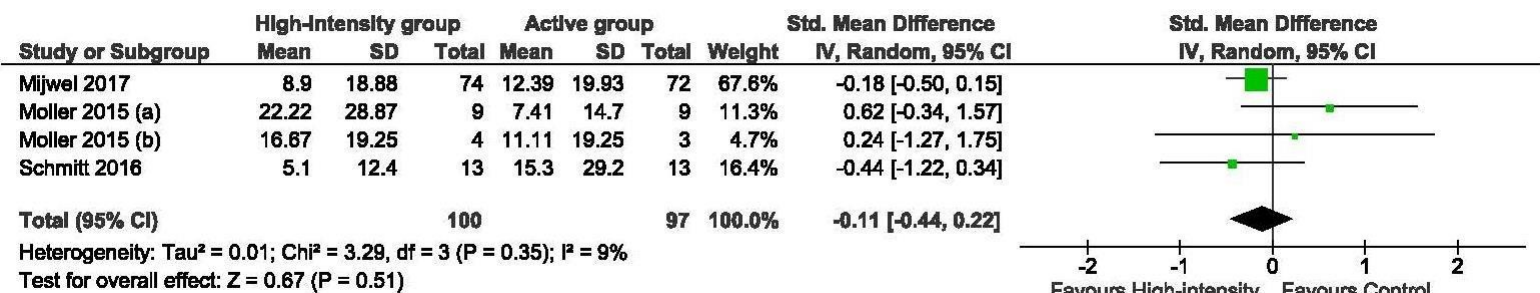 High-Intensity group Active group Std. Mean Difference Std. Mean Difference
Study or Subgroup Mean SD Total Mean SD Total Weight IV, Random, 95% CI IV, Random, 95% CI
Mijwel 2017 8.9 18.88 74 12.39 19.93 72 67.6% -0.18 [-0.50, 0.15]
Moller 2015 (a) 22.22 28.87 9 7.41 14.7 9 11.3% 0.62 [-0.34, 1.57]
Moller 2015 (b) 16.67 19.25 4 11.11 19.25 3 4.7% 0.24 [-1.27, 1.75]
Schmitt 2016 5.1 12.4 13 15.3 29.2 13 16.4% -0.44 [-1.22, 0.34]
Total (95% CI) 100 97 100.0% -0.11 [-0.44, 0.22]
Heterogeneity: Tau² = 0.01; Chi² = 3.29, df = 3 (P = 0.35); I² = 9%
Test for overall effect: Z = 0.67 (P = 0.51)
-2 -1 0 1 2
Favours High-intensity Favours Control